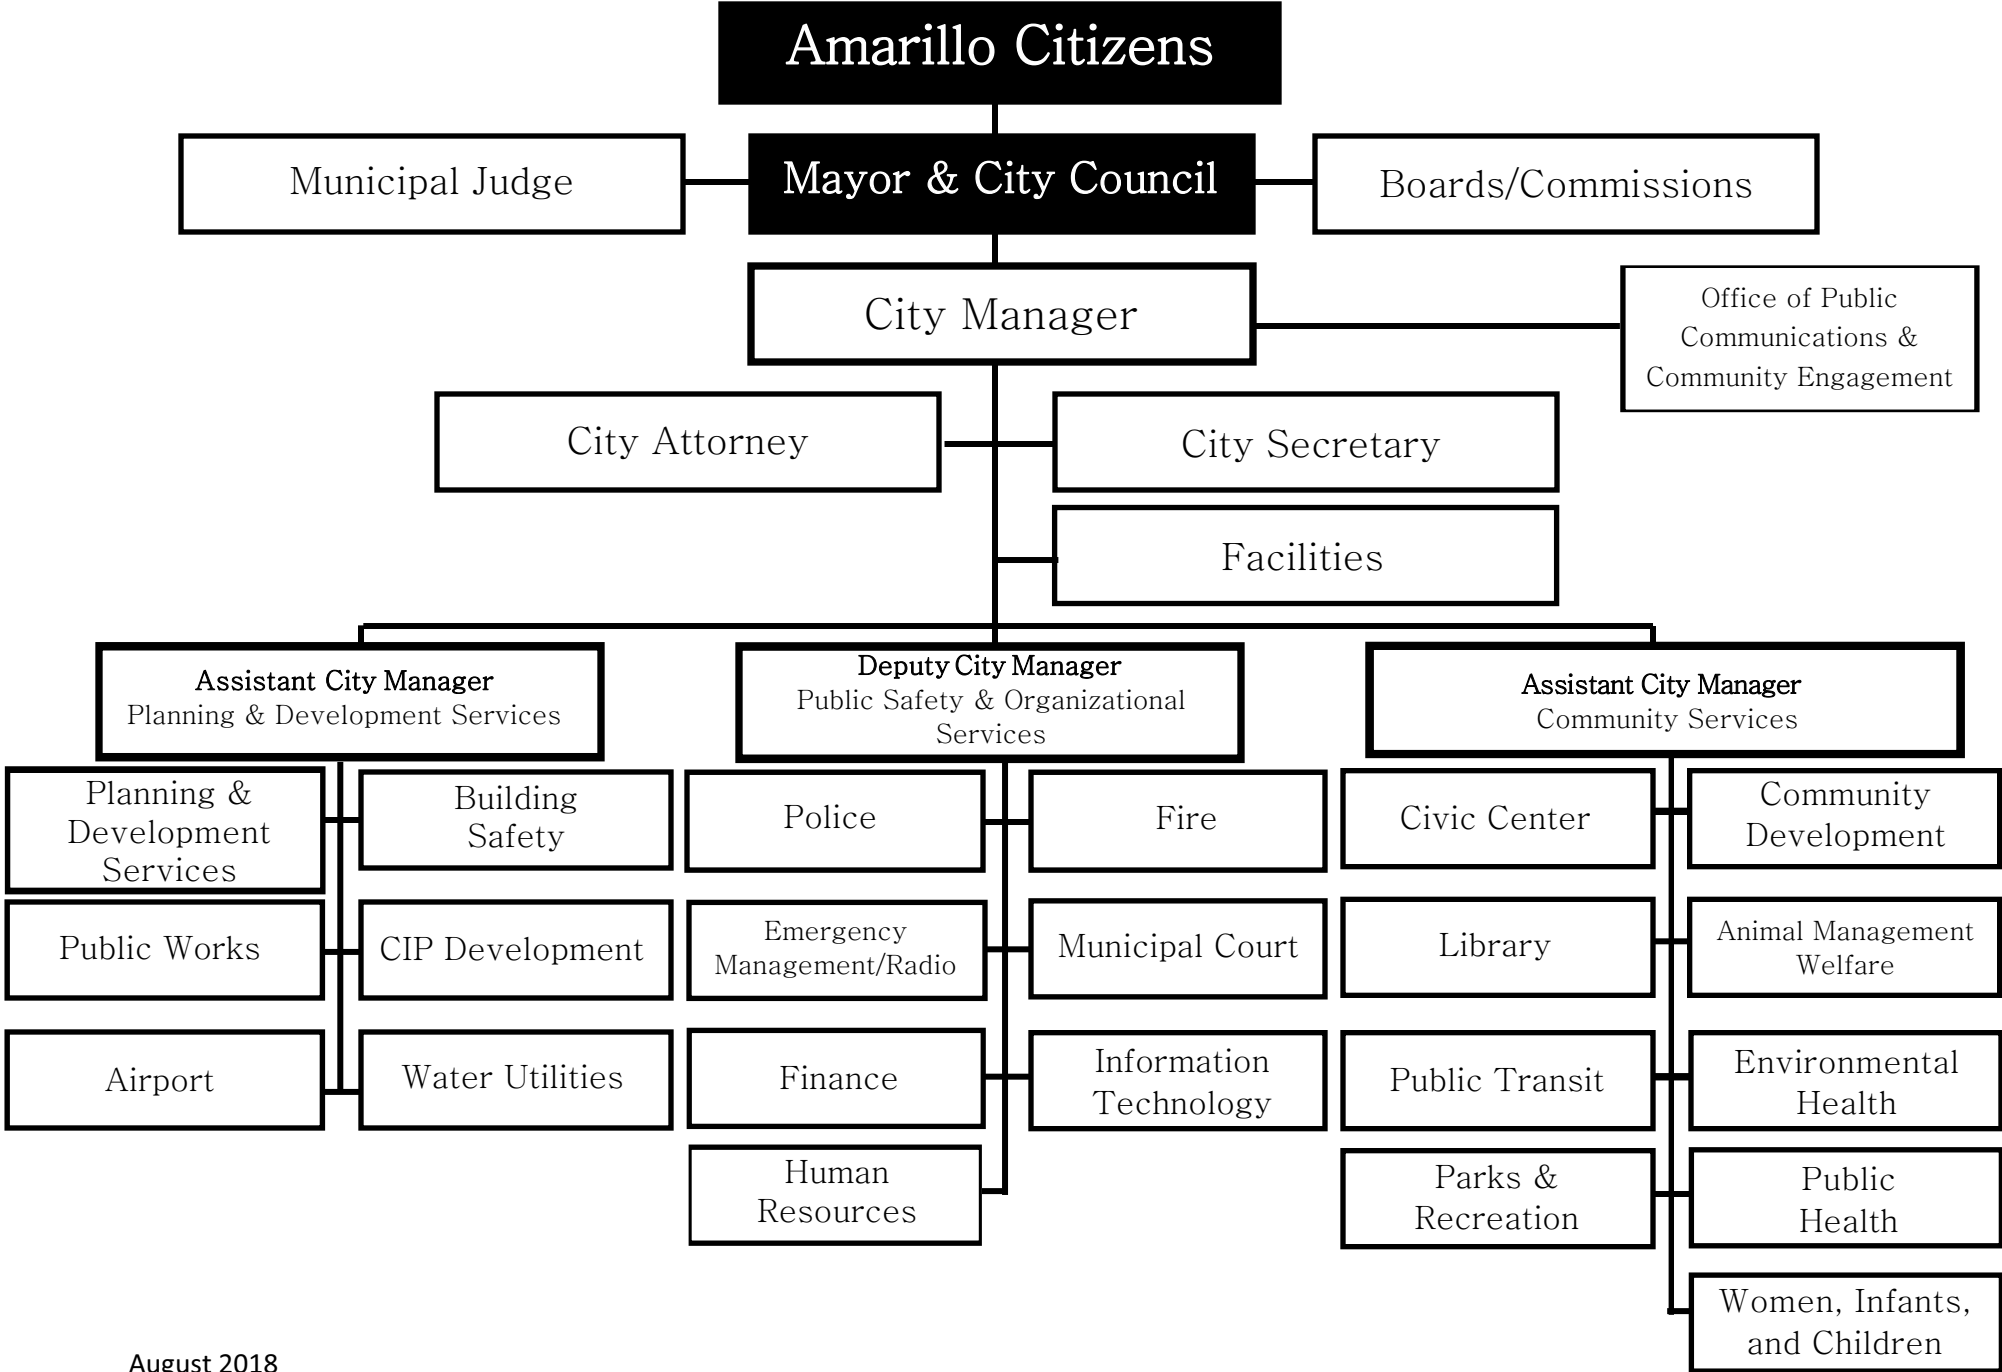 Amarillo Citizens
Municipal Judge
Mayor & City Council
Boards/Commissions
City Manager
Office of Public
Communications &
Community Engagement
City Attorney
City Secretary
Facilities
Assistant City Manager
Planning & Development Services
Deputy City Manager
Public Safety & Organizational
Services
Assistant City Manager
Community Services
Planning &
Development
Services
Building
Safety
Police
Fire
Civic Center
Community
Development
Public Works
CIP Development
Emergency
Management/Radio
Municipal Court
Library
Animal Management
Welfare
Airport
Water Utilities
Finance
Information
Technology
Public Transit
Environmental
Health
Human
Resources
Parks &
Recreation
Public
Health
Women, Infants,
and Children
August 2018